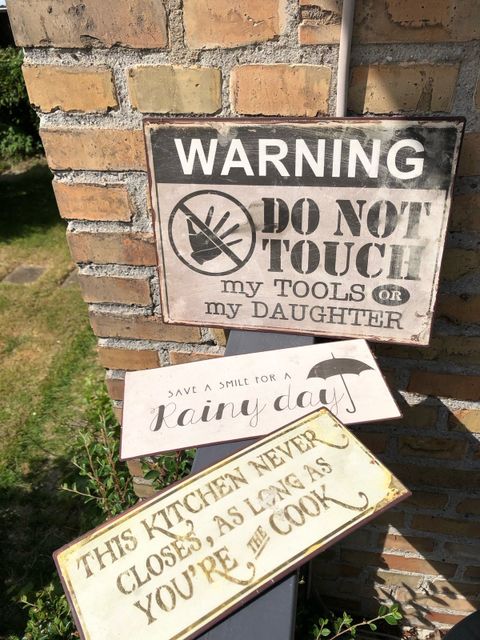 WARNING
DO NOT
TOUCH
my TOOLS OR
my DAUGHTER
SAVE A SMILE FOR A
Rainy day
THIS KITCHEN NEVER
CLOSES, AS LONG AS
YOU'RE THE COOK